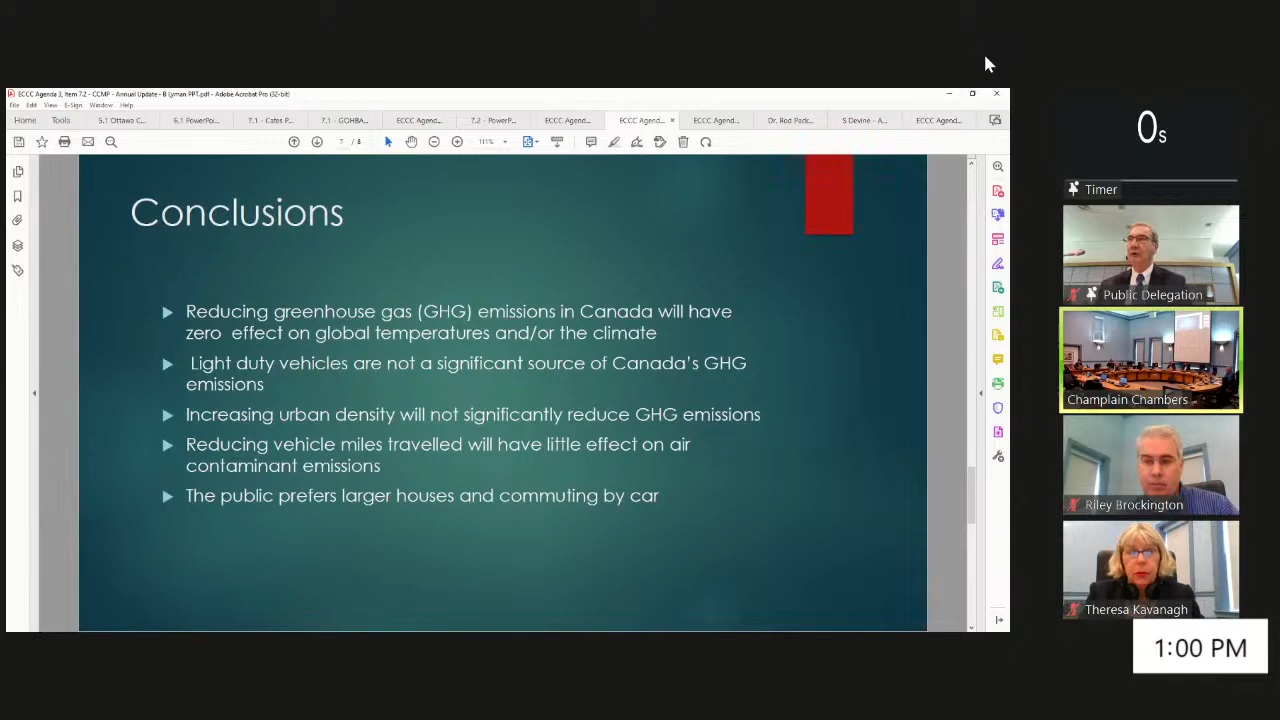 ECCC Agenda 3, Item 7.2 - CCMP - Annual Update - B Lyman PPT.pdf - Adobe Acrobat Pro (32-bit)
File Edit View E-Sign Window Help
Home Tools 5.1 Ottawa C... 6.1 PowerPoi... 7.1 - Cafes P... 7.1 - GOHBA... ECCC Agend... 7.2 - PowerP... ECCC Agend... ECCC Agend... × ECCC Agend... Dr. Bod Padc... S Devine - A... ECCC Agend...
7 / 8 111%
Conclusions
Reducing greenhouse gas (GHG) emissions in Canada will have
zero effect on global temperatures and/or the climate
Light duty vehicles are not a significant source of Canada's GHG
emissions
Increasing urban density will not significantly reduce GHG emissions
Reducing vehicle miles travelled will have little effect on air
contaminant emissions
The public prefers larger houses and commuting by car
0s
Timer
Public Delegation
Champlain Chambers
Riley Brockington
Theresa Kavanagh
1:00 PM